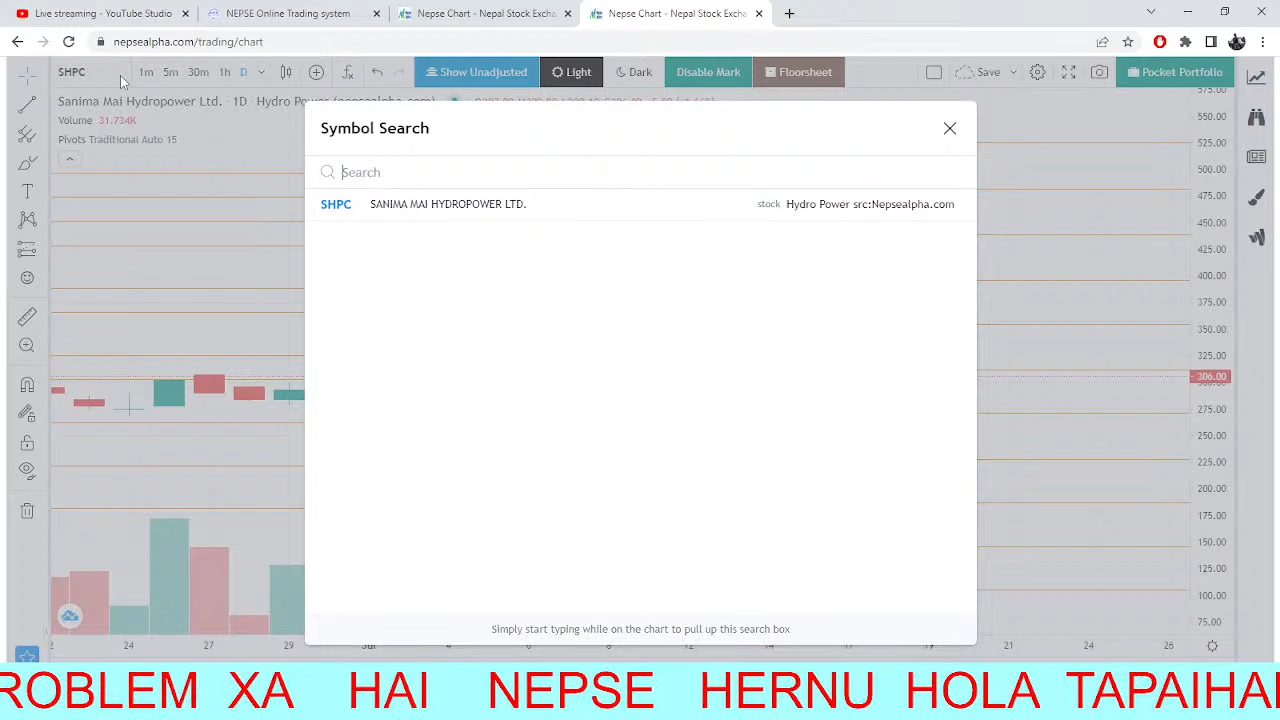 Live streaming - YouTube Studio
NEPSE Online Trading system
Nepse Chart - Nepal Stock Excha
Nepse Chart - Nepal Stock Excha
nepsealpha.com/trading/chart
SHPC 1m 5m 30m 1h D Show Unadjusted Light Dark Disable Mark Floorsheet Save Pocket Portfolio
Sanima Mai Hydropower Ltd. · 1D · Hydro Power (nepsealpha.com)
Volume 31.734K
Pivots Traditional Auto 15
Symbol Search
Search
SHPC SANIMA MAI HYDROPOWER LTD. stock Hydro Power src:Nepsealpha.com
Simply start typing while on the chart to pull up this search box
575.00
550.00
525.00
500.00
475.00
450.00
425.00
400.00
375.00
350.00
325.00
306.00
275.00
250.00
225.00
200.00
175.00
150.00
125.00
100.00
75.00
24 27 29 19 21 24 26
ROBLEM XA HAI NEPSE HERNU HOLA TAPAIHA